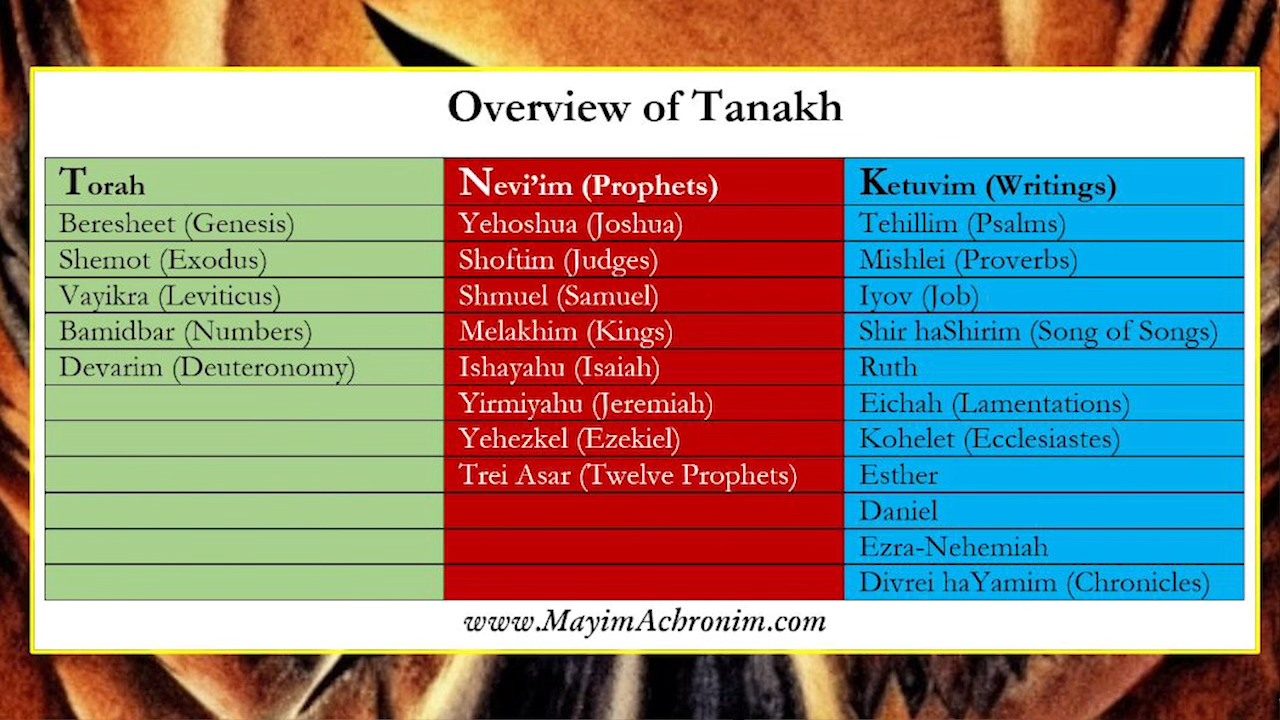 Overview of Tanakh
Torah
Nevi’im (Prophets)
Ketuvim (Writings)
Beresheet (Genesis)
Yehoshua (Joshua)
Tehillim (Psalms)
Shemot (Exodus)
Shoftim (Judges)
Mishlei (Proverbs)
Vayikra (Leviticus)
Shmuel (Samuel)
Iyov (Job)
Bamidbar (Numbers)
Melakhim (Kings)
Shir haShirim (Song of Songs)
Devarim (Deuteronomy)
Ishayahu (Isaiah)
Ruth
Yirmiyahu (Jeremiah)
Eichah (Lamentations)
Yehezkel (Ezekiel)
Kohelet (Ecclesiastes)
Trei Asar (Twelve Prophets)
Esther
Daniel
Ezra-Nehemiah
Divrei haYamim (Chronicles)
www.MayimAchronim.com